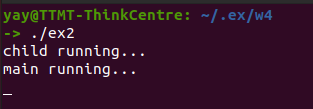 yay@TTMT-ThinkCentre: ~/.ex/w4
-> ./ex2
child running...
main running...
_